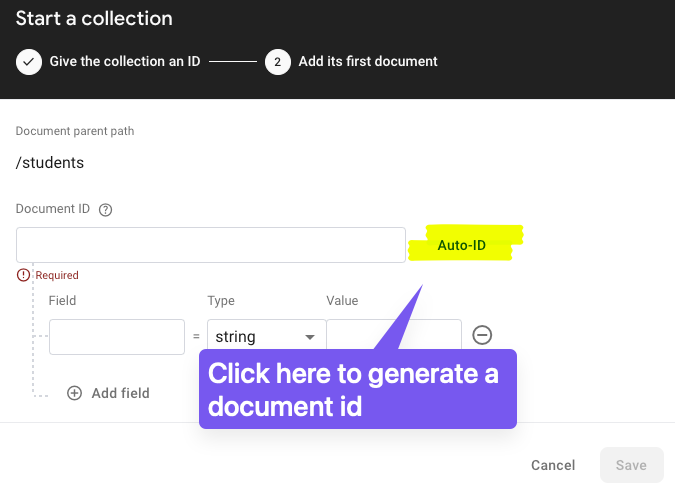 Start a collection
Give the collection an ID
2 Add its first document
Document parent path
/students
Document ID ?
Auto-ID
! Required
Field Type Value
= string
Click here to generate a
document id
Add field
Cancel Save